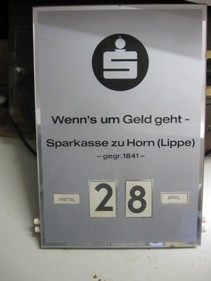 Wenn's um Geld geht -
Sparkasse zu Horn (Lippe)
- gegr. 1841 -
FREITAG 28 APRIL